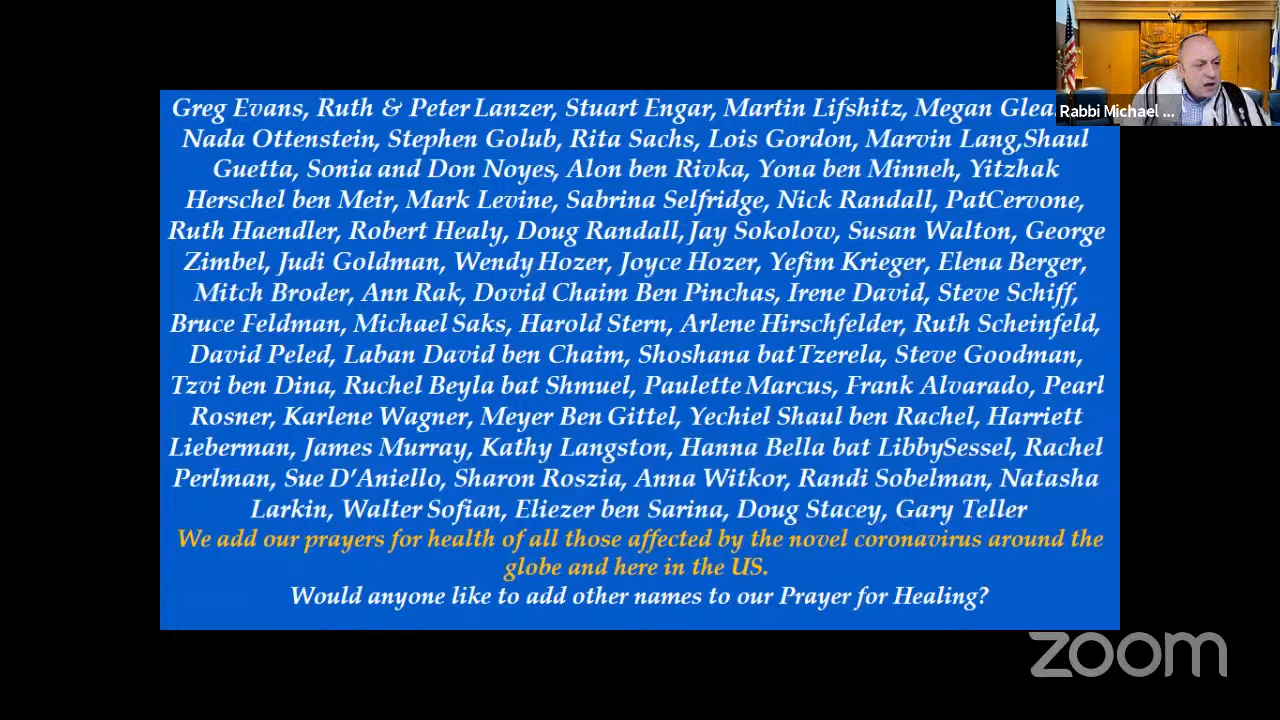 Greg Evans, Ruth & Peter Lanzer, Stuart Engar, Martin Lifshitz, Megan
Nada Ottenstein, Stephen Golub, Rita Sachs, Lois Gordon, Marvin Lang,Shaul
Guetta, Sonia and Don Noyes, Alon ben Rivka, Yona ben Minneh, Yitzhak
Herschel ben Meir, Mark Levine, Sabrina Selfridge, Nick Randall, PatCervone,
Ruth Haendler, Robert Healy, Doug Randall, Jay Sokolow, Susan Walton, George
Zimbel, Judi Goldman, Wendy Hozer, Joyce Hozer, Yefim Krieger, Elena Berger,
Mitch Broder, Ann Rak, Dovid Chaim Ben Pinchas, Irene David, Steve Schiff,
Bruce Feldman, Michael Saks, Harold Stern, Arlene Hirschfelder, Ruth Scheinfeld,
David Peled, Laban David ben Chaim, Shoshana bat Tzerela, Steve Goodman,
Tzvi ben Dina, Ruchel Beyla bat Shmuel, Paulette Marcus, Frank Alvarado, Pearl
Rosner, Karlene Wagner, Meyer Ben Gittel, Yechiel Shaul ben Rachel, Harriett
Lieberman, James Murray, Kathy Langston, Hanna Bella bat LibbySessel, Rachel
Perlman, Sue D'Aniello, Sharon Roszia, Anna Witkor, Randi Sobelman, Natasha
Larkin, Walter Sofian, Eliezer ben Sarina, Doug Stacey, Gary Teller
We add our prayers for health of all those affected by the novel coronavirus around the
globe and here in the US.
Would anyone like to add other names to our Prayer for Healing?
Rabbi Michael ...
zoom